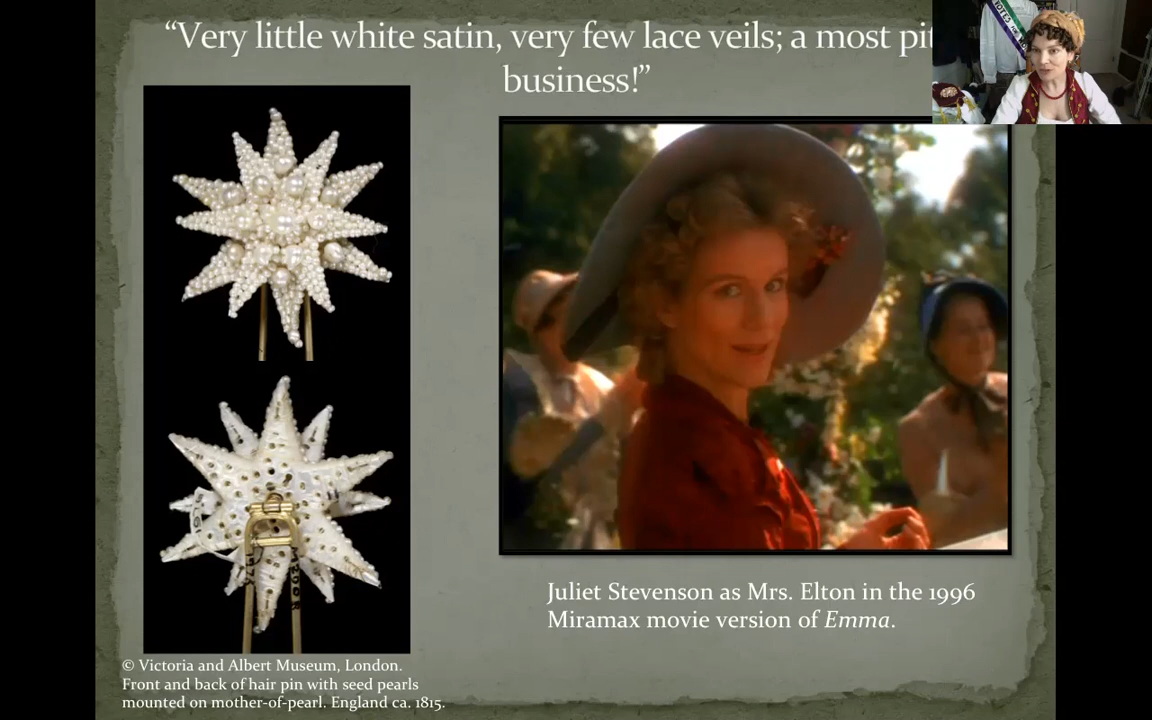 “Very little white satin, very few lace veils; a most
business!”
Juliet Stevenson as Mrs. Elton in the 1996
Miramax movie version of Emma.
© Victoria and Albert Museum, London.
Front and back of hair pin with seed pearls
mounted on mother-of-pearl. England ca. 1815.